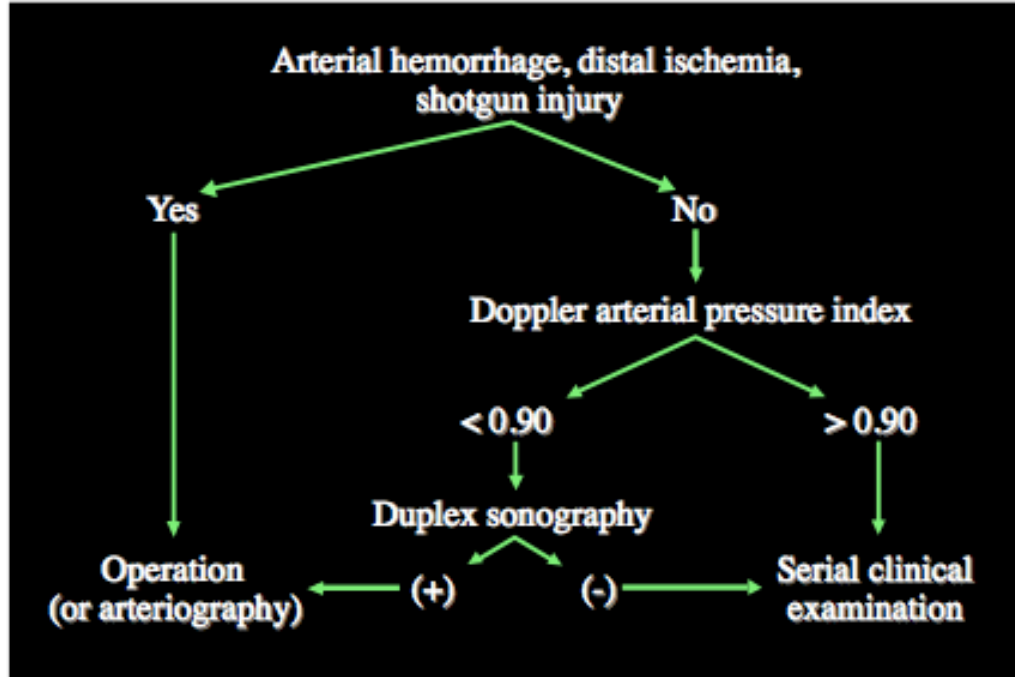 Arterial hemorrhage, distal ischemia,
shotgun injury
Yes
No
Doppler arterial pressure index
< 0.90
> 0.90
Duplex sonography
Operation
(or arteriography)
(+)
(-)
Serial clinical
examination